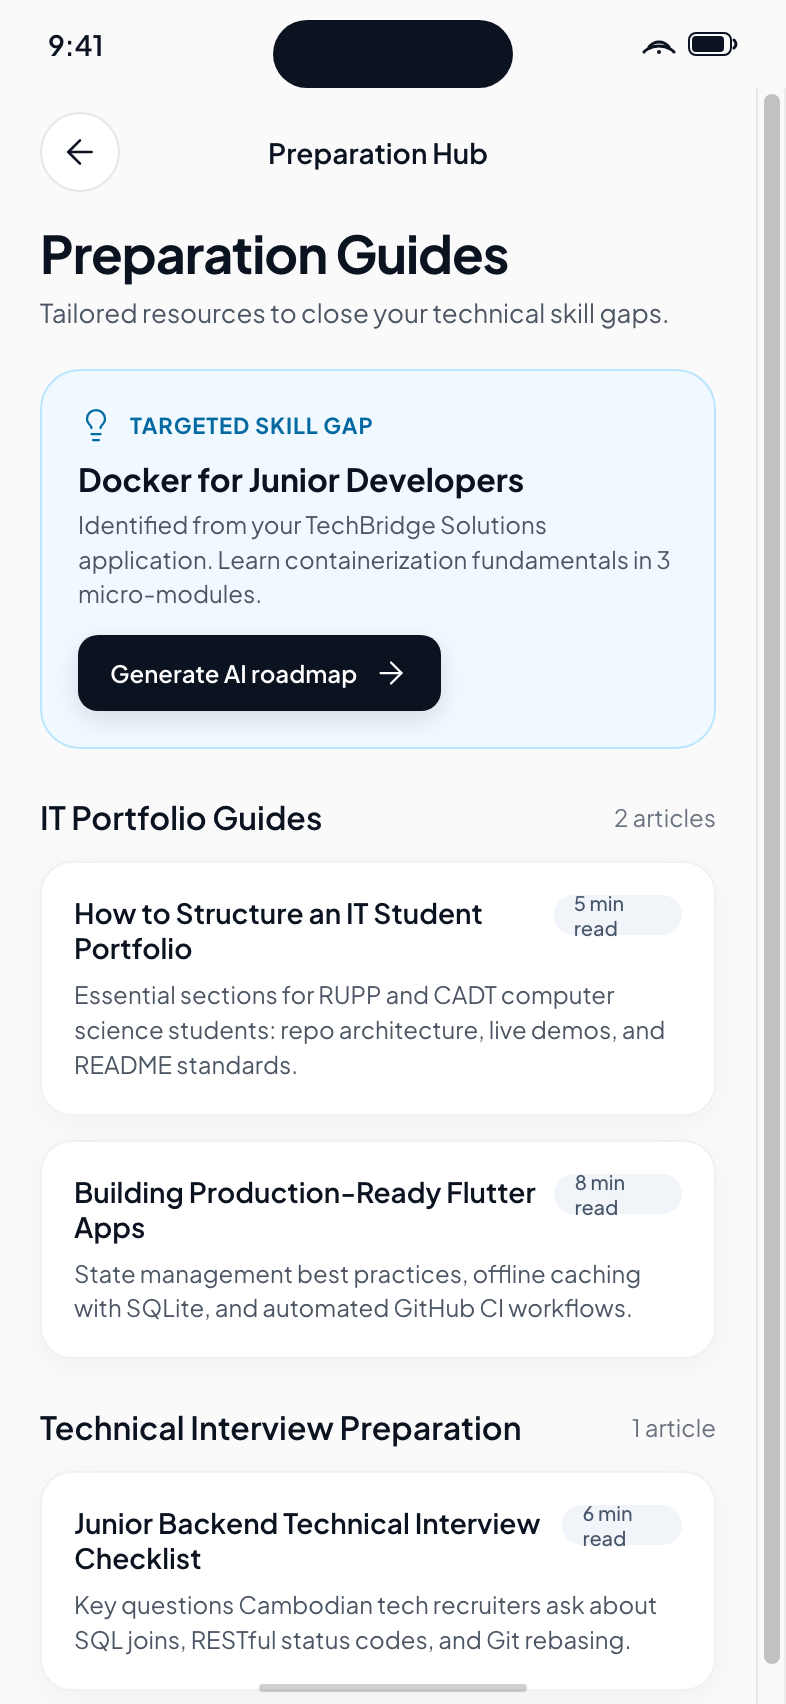 9:41
Preparation Hub
Preparation Guides
Tailored resources to close your technical skill gaps.
TARGETED SKILL GAP
Docker for Junior Developers
Identified from your TechBridge Solutions
application. Learn containerization fundamentals in 3
micro-modules.
Generate AI roadmap
IT Portfolio Guides
2 articles
How to Structure an IT Student
Portfolio
5 min
read
Essential sections for RUPP and CADT computer
science students: repo architecture, live demos, and
README standards.
Building Production-Ready Flutter
Apps
8 min
read
State management best practices, offline caching
with SQLite, and automated GitHub CI workflows.
Technical Interview Preparation
1 article
Junior Backend Technical Interview
Checklist
6 min
read
Key questions Cambodian tech recruiters ask about
SQL joins, RESTful status codes, and Git rebasing.